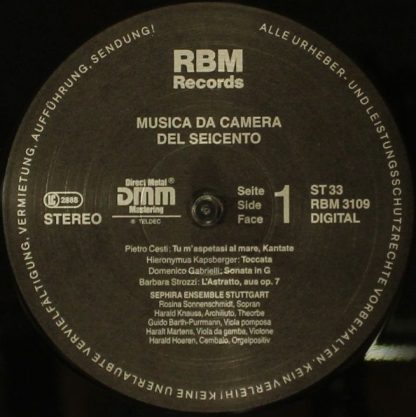 ALLE URHEBER- UND LEISTUNGSSCHUTZRECHTE VORBEHALTEN. KEIN VERLEIH! KEINE UNERLAUBTE VERVIELFÄLTIGUNG, VERMIETUNG, AUFFÜHRUNG, SENDUNG!
RBM
Records
MUSICA DA CAMERA
DEL SEICENTO
LC 2868
STEREO
Direct Metal
DMM
Mastering
® TELDEC
Seite
Side
Face
1
ST 33
RBM 3109
DIGITAL
Pietro Cesti: Tu m'aspetasi al mare, Kantate
Hieronymus Kapsberger: Toccata
Domenico Gabrielli: Sonata in G
Barbara Strozzi: L'Astratto, aus op. 7
SEPHIRA ENSEMBLE STUTTGART
Rosina Sonnenschmidt, Sopran
Harald Knauss, Archiliuto, Theorbe
Guido Barth-Purrmann, Viola pomposa
Haralt Martens, Viola da gamba, Violone
Harald Hoeren, Cembalo, Orgelpositiv